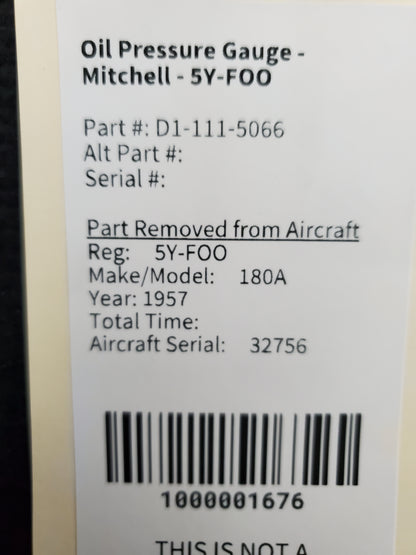 Oil Pressure Gauge -
Mitchell - 5Y-FOO
Part #: D1-111-5066
Alt Part #:
Serial #:
Part Removed from Aircraft
Reg: 5Y-FOO
Make/Model: 180A
Year: 1957
Total Time:
Aircraft Serial: 32756
1000001676
THIS IS NOT A